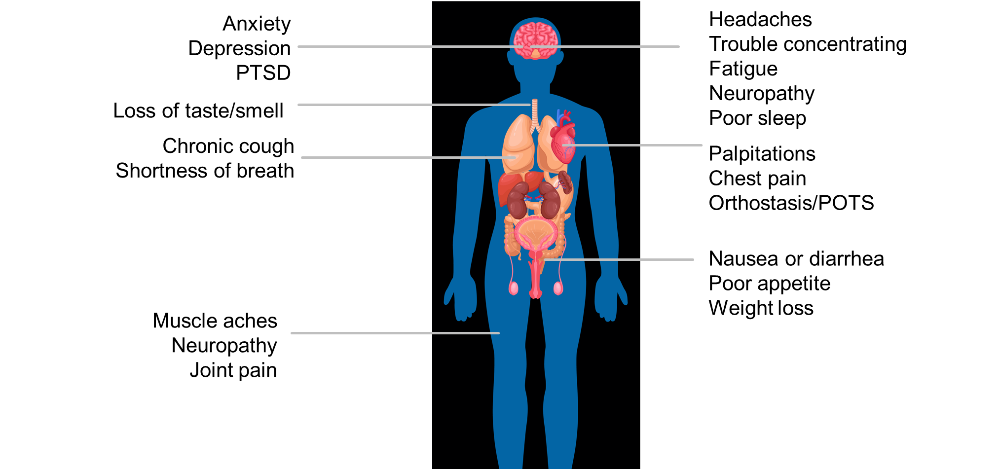 Anxiety
Depression
PTSD
Loss of taste/smell
Chronic cough
Shortness of breath
Muscle aches
Neuropathy
Joint pain
Headaches
Trouble concentrating
Fatigue
Neuropathy
Poor sleep
Palpitations
Chest pain
Orthostasis/POTS
Nausea or diarrhea
Poor appetite
Weight loss